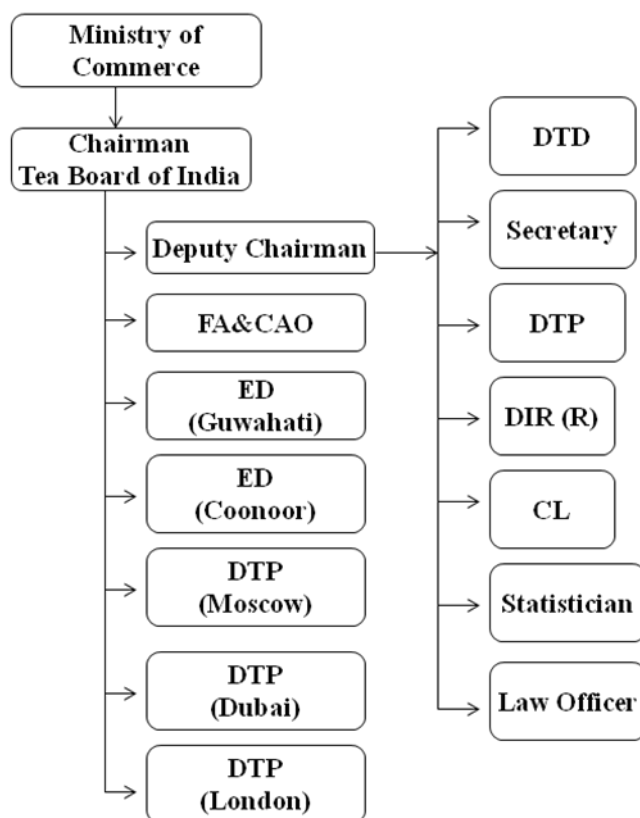 Ministry of
Commerce
Chairman
Tea Board of India
Deputy Chairman
FA&CAO
ED
(Guwahati)
ED
(Coonoor)
DTP
(Moscow)
DTP
(Dubai)
DTP
(London)
DTD
Secretary
DTP
DIR (R)
CL
Statistician
Law Officer